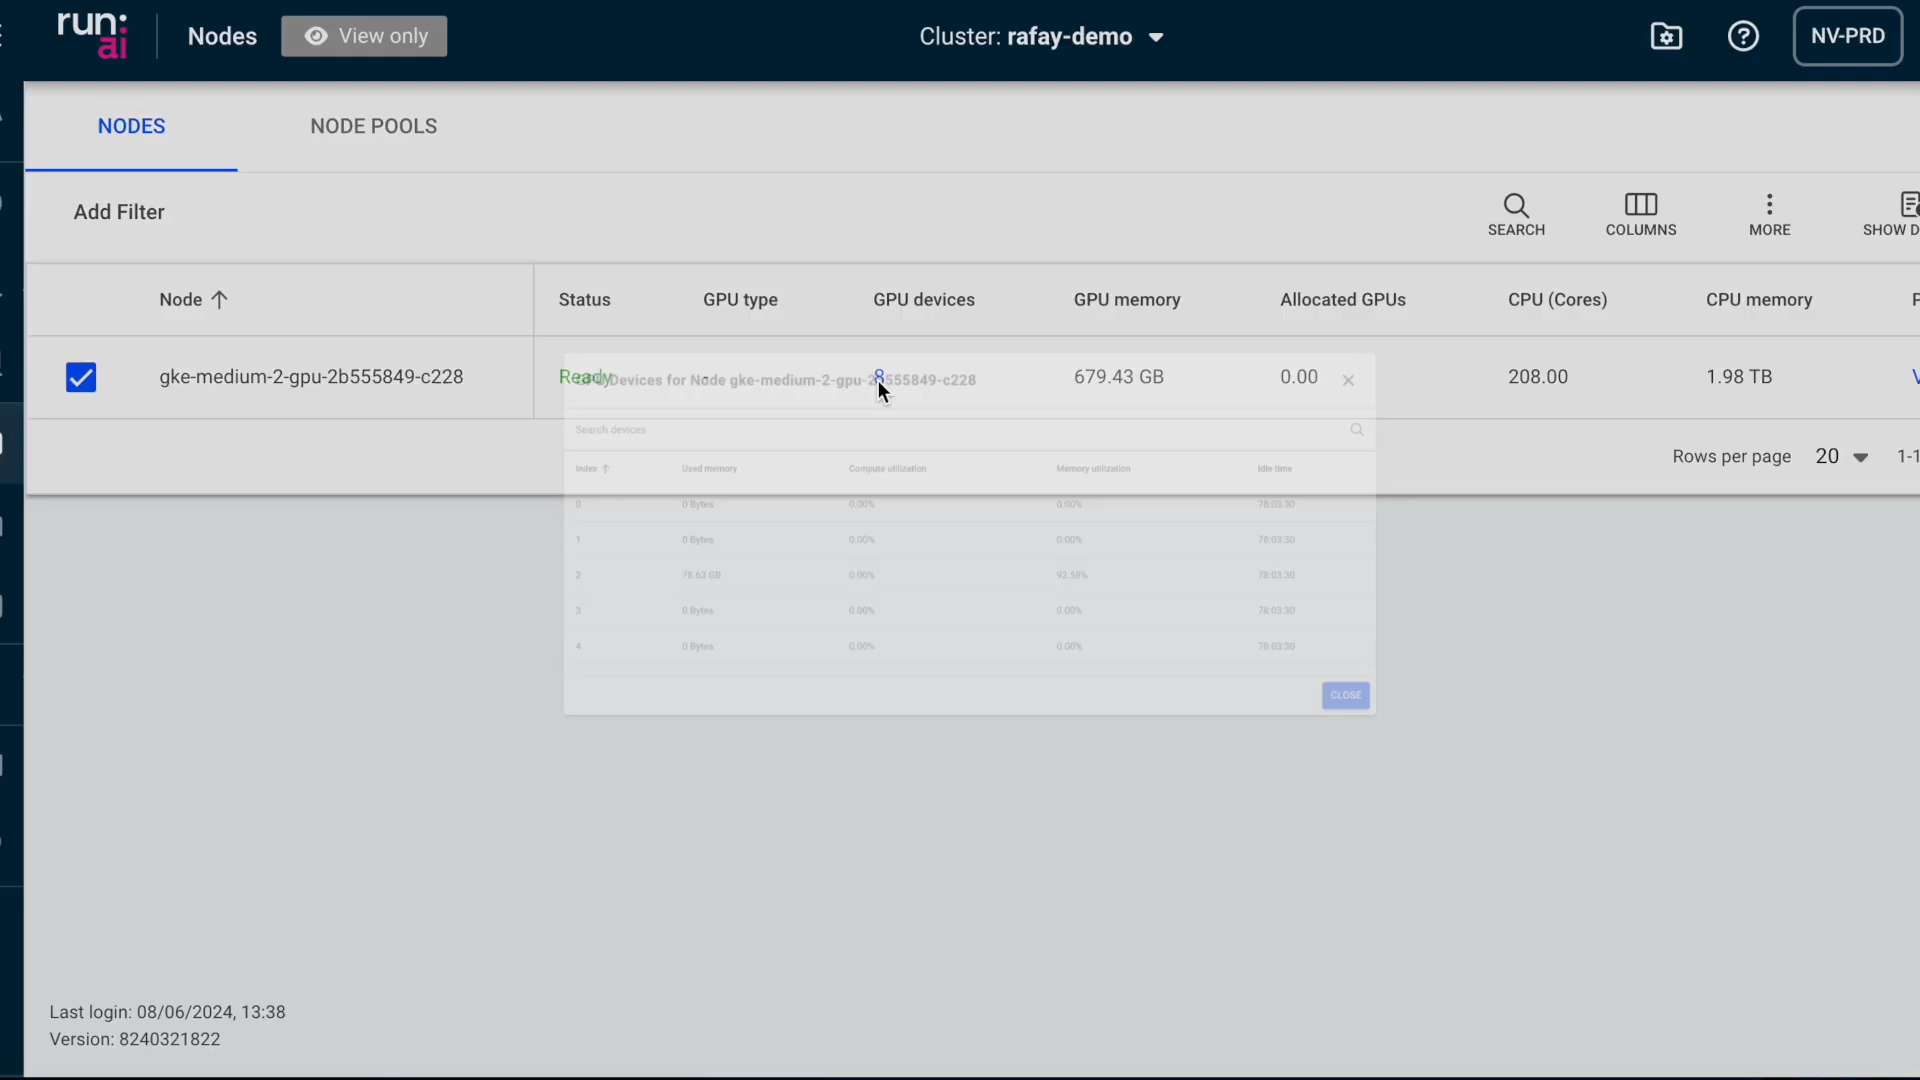 run:
ai
Nodes
View only
Cluster: rafay-demo
NV-PRD
NODES
NODE POOLS
Add Filter
SEARCH
COLUMNS
MORE
SHOW D
Node
Status
GPU type
GPU devices
GPU memory
Allocated GPUs
CPU (Cores)
CPU memory
gke-medium-2-gpu-2b555849-c228
Ready
-
8
679.43 GB
0.00
208.00
1.98 TB
GPU Devices for Node gke-medium-2-gpu-2b555849-c228
Search devices
Index
Used memory
Compute utilization
Memory utilization
Idle time
0
0 Bytes
0.00%
0.00%
78:03:30
1
0 Bytes
0.00%
0.00%
78:03:30
2
78.63 GB
0.00%
92.58%
78:03:30
3
0 Bytes
0.00%
0.00%
78:03:30
4
0 Bytes
0.00%
0.00%
78:03:30
CLOSE
Rows per page
20
1-1
Last login: 08/06/2024, 13:38
Version: 8240321822